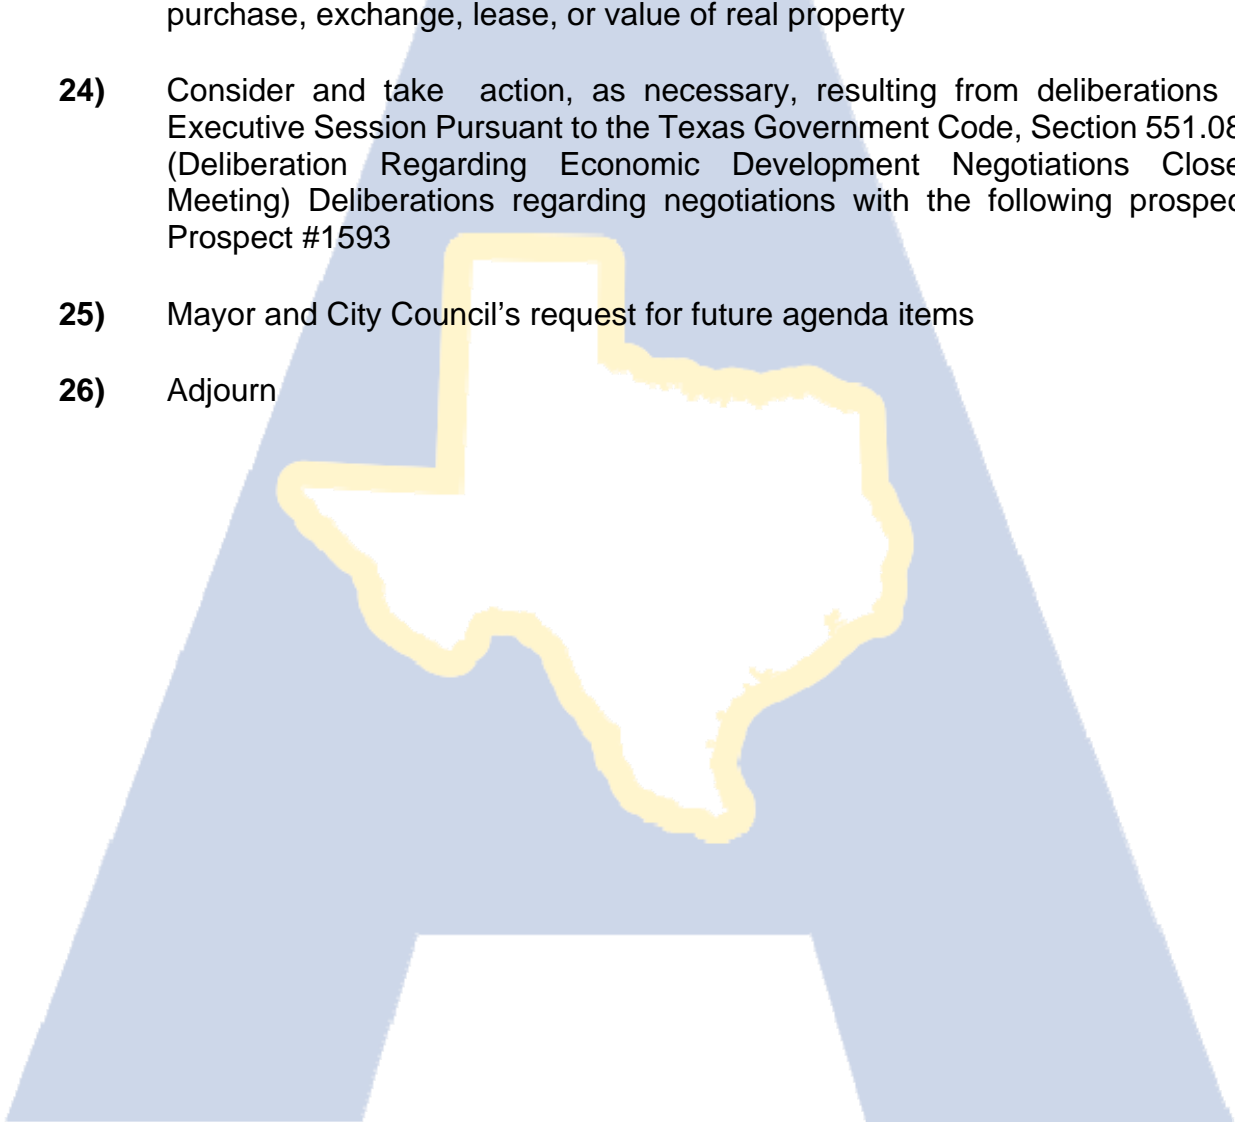 purchase, exchange, lease, or value of real property
24) Consider and take action, as necessary, resulting from deliberations
Executive Session Pursuant to the Texas Government Code, Section 551.08
(Deliberation Regarding Economic Development Negotiations Close
Meeting) Deliberations regarding negotiations with the following prospec
Prospect #1593
25) Mayor and City Council’s request for future agenda items
26) Adjourn